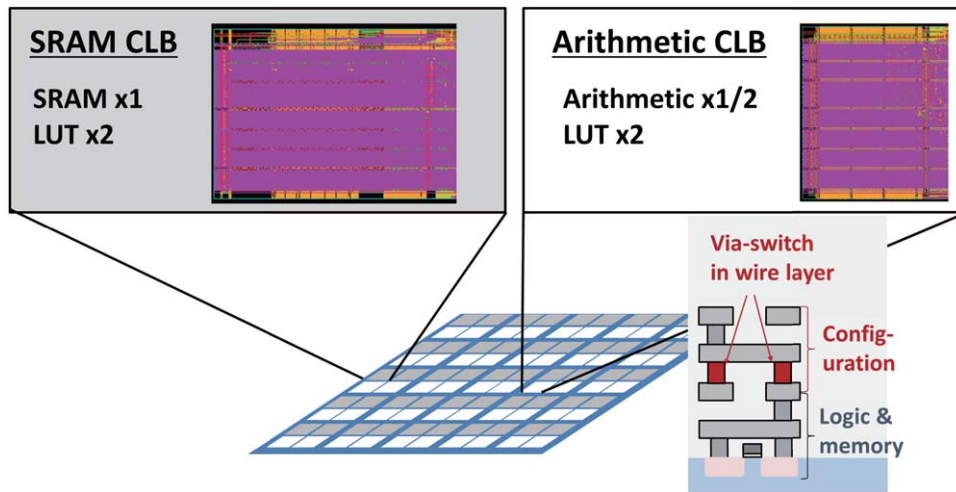 SRAM CLB
SRAM x1
LUT x2
Arithmetic CLB
Arithmetic x1/2
LUT x2
Via-switch
in wire layer
Config-
uration
Logic &
memory